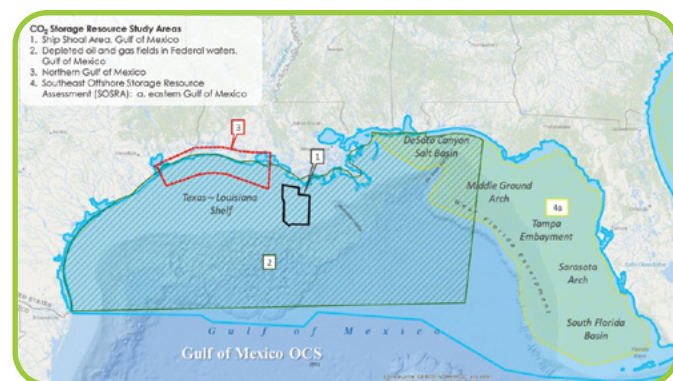 CO₂ Storage Resource Study Areas
1. Ship Shoal Area, Gulf of Mexico
2. Depleted oil and gas fields in Federal waters,
Gulf of Mexico
3. Northern Gulf of Mexico
4. Southeast Offshore Storage Resource
Assessment (SOSRA): a. eastern Gulf of Mexico
3
1
DeSoto Canyon
Salt Basin
Texas – Louisiana
Shelf
Middle Ground
Arch
4a
Tampa
Embayment
West Florida Escarpment
2
Sarasota
Arch
South Florida
Basin
Gulf of Mexico
Gulf of Mexico OCS